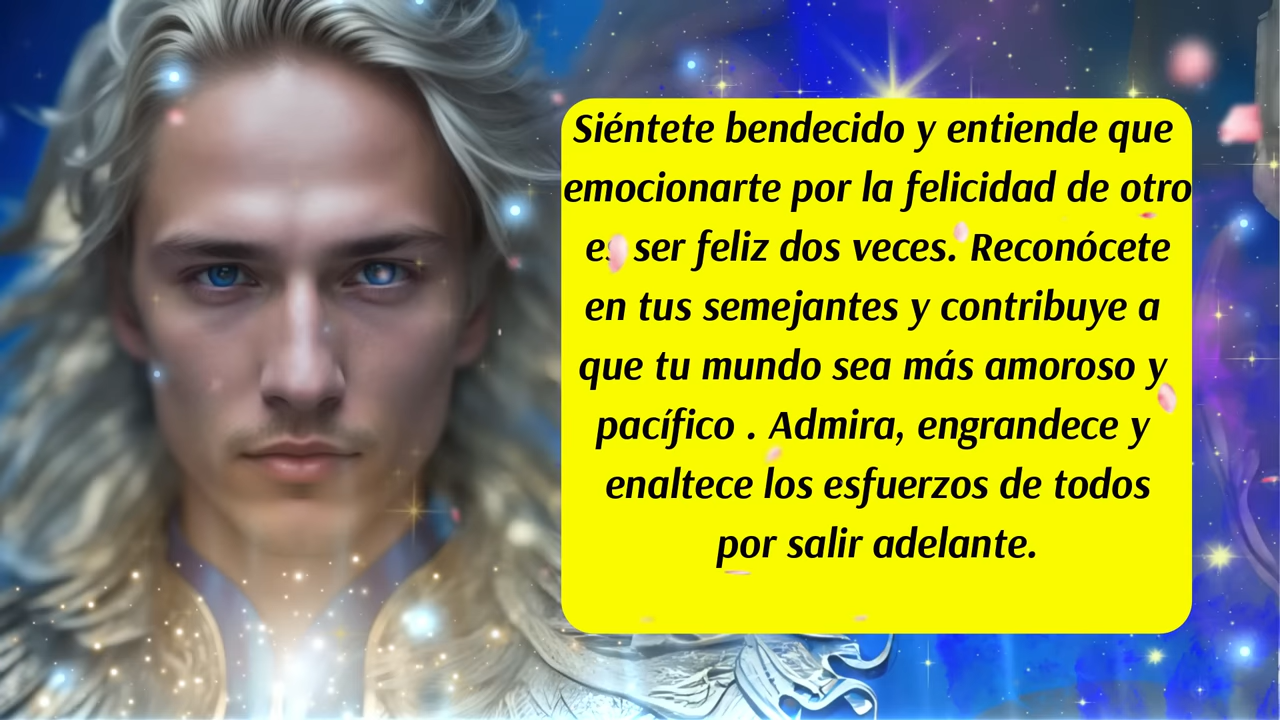 Siéntete bendecido y entiende que
emocionarte por la felicidad de otro
es ser feliz dos veces. Reconócete
en tus semejantes y contribuye a
que tu mundo sea más amoroso y
pacífico . Admira, engrandece y
enaltece los esfuerzos de todos
por salir adelante.